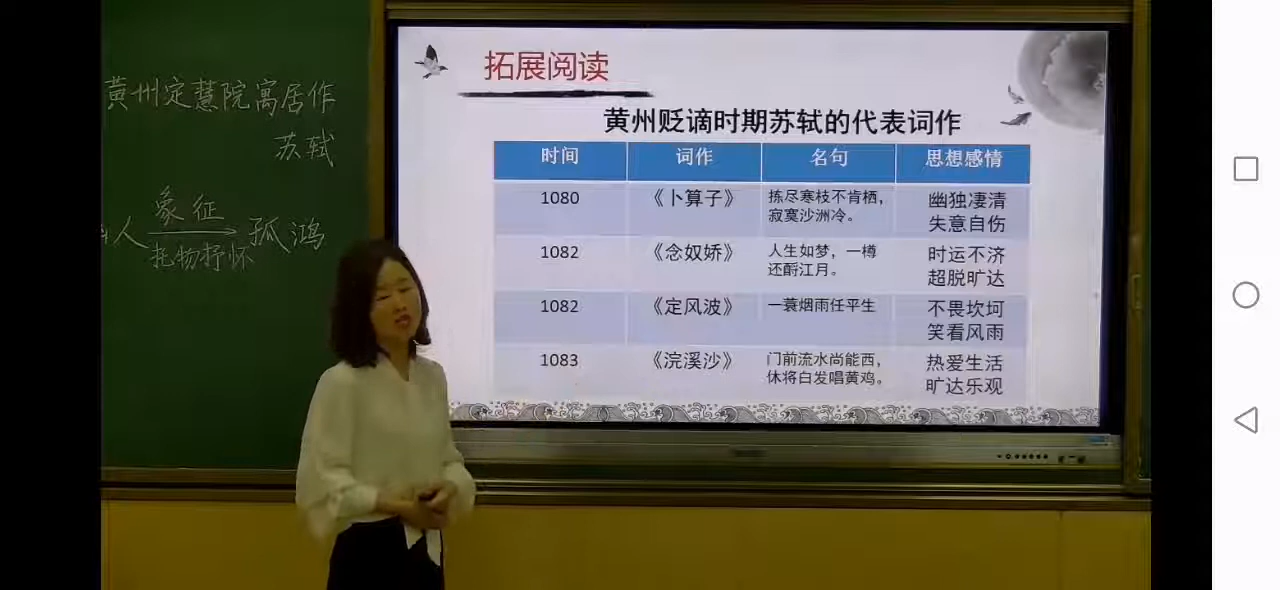 黄州定慧院寓居作
苏轼
象征
人 孤鸿
托物抒怀
拓展阅读
黄州贬谪时期苏轼的代表词作
时间 词作 名句 思想感情
1080 《卜算子》 拣尽寒枝不肯栖，寂寞沙洲冷。 幽独凄清 失意自伤
1082 《念奴娇》 人生如梦，一樽还酹江月。 时运不济 超脱旷达
1082 《定风波》 一蓑烟雨任平生 不畏坎坷 笑看风雨
1083 《浣溪沙》 门前流水尚能西，休将白发唱黄鸡。 热爱生活 旷达乐观